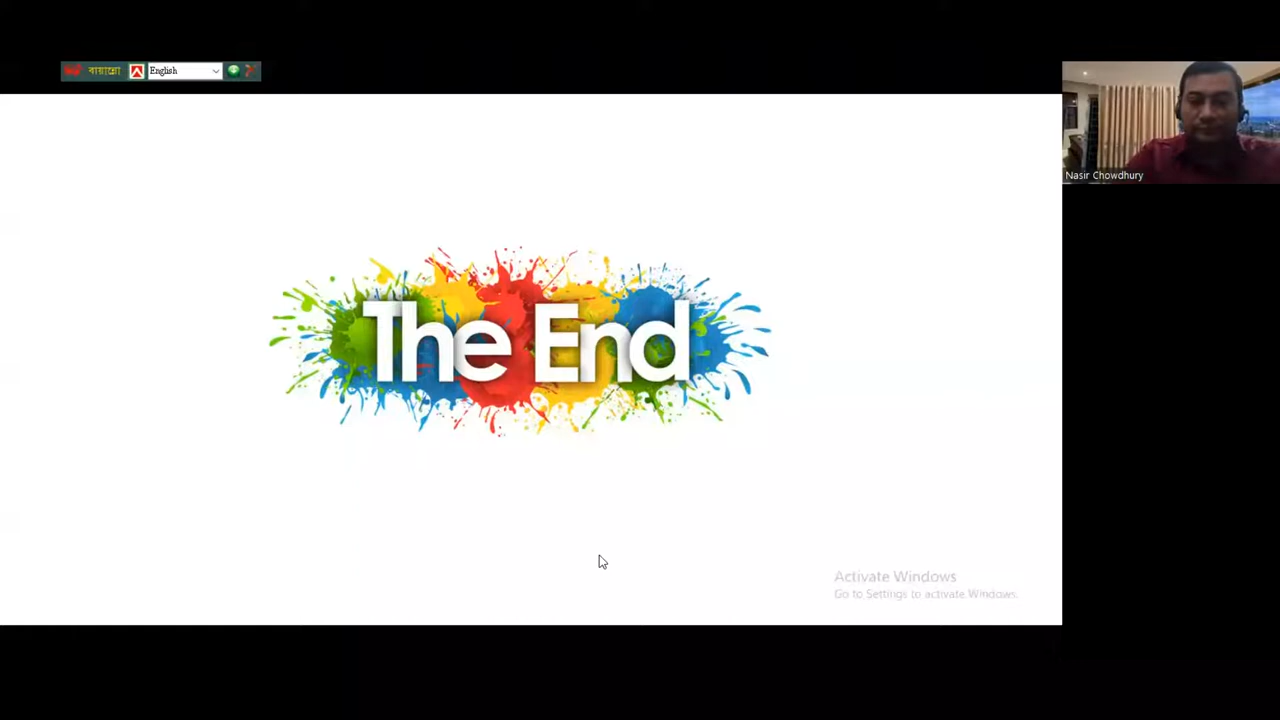 বায়ান্নো English
Nasir Chowdhury
The End
Activate Windows
Go to Settings to activate Windows.